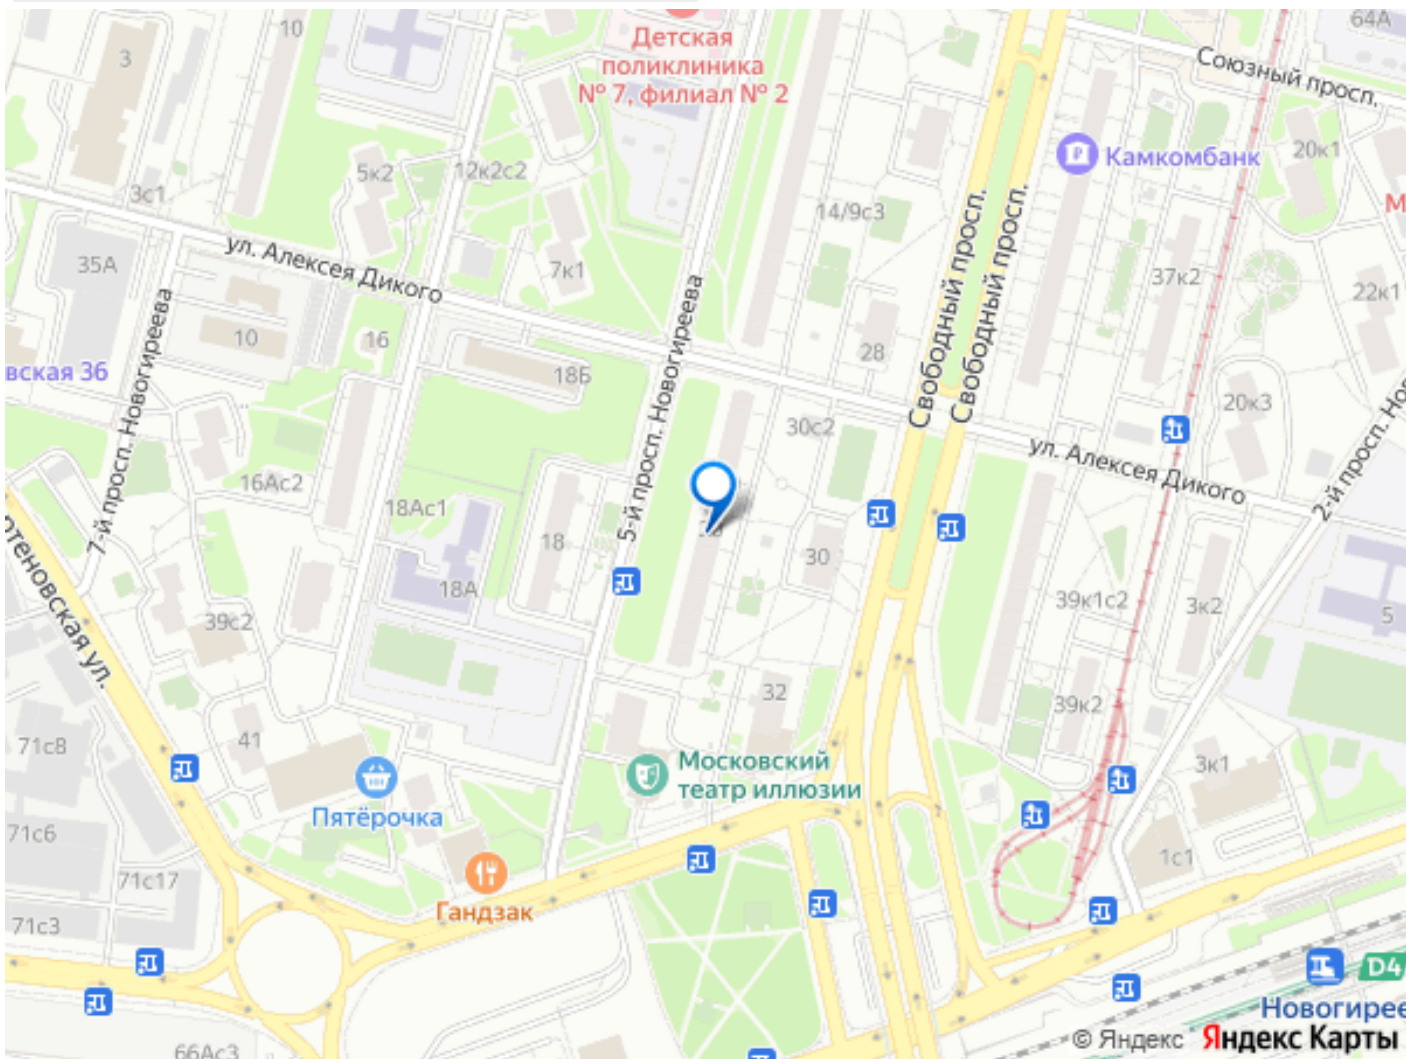 64А
10
Детская
поликлиника
№ 7, филиал № 2
3
Союзный просп.
Камкомбанк
20к1
5к2
12к2с2
3с1
14/9с3
М
ул. Алексея Дикого
35А
7к1
37к2
22к1
Свободный просп.
Свободный просп.
7-й просп. Новогиреева
5-й просп. Новогиреева
10
16
28
вская 36
18Б
20к3
30с2
ул. Алексея Дикого
2-й просп. Но
16Ас2
18Ас1
18
30
18А
39к1с2
3к2
5
39с2
отеновская ул.
32
39к2
41
71с8
Московский
театр иллюзии
3к1
Пятёрочка
71с6
1с1
71с17
Гандзак
71с3
D4
Новогирее
66Ас3
© Яндекс Яндекс Карты